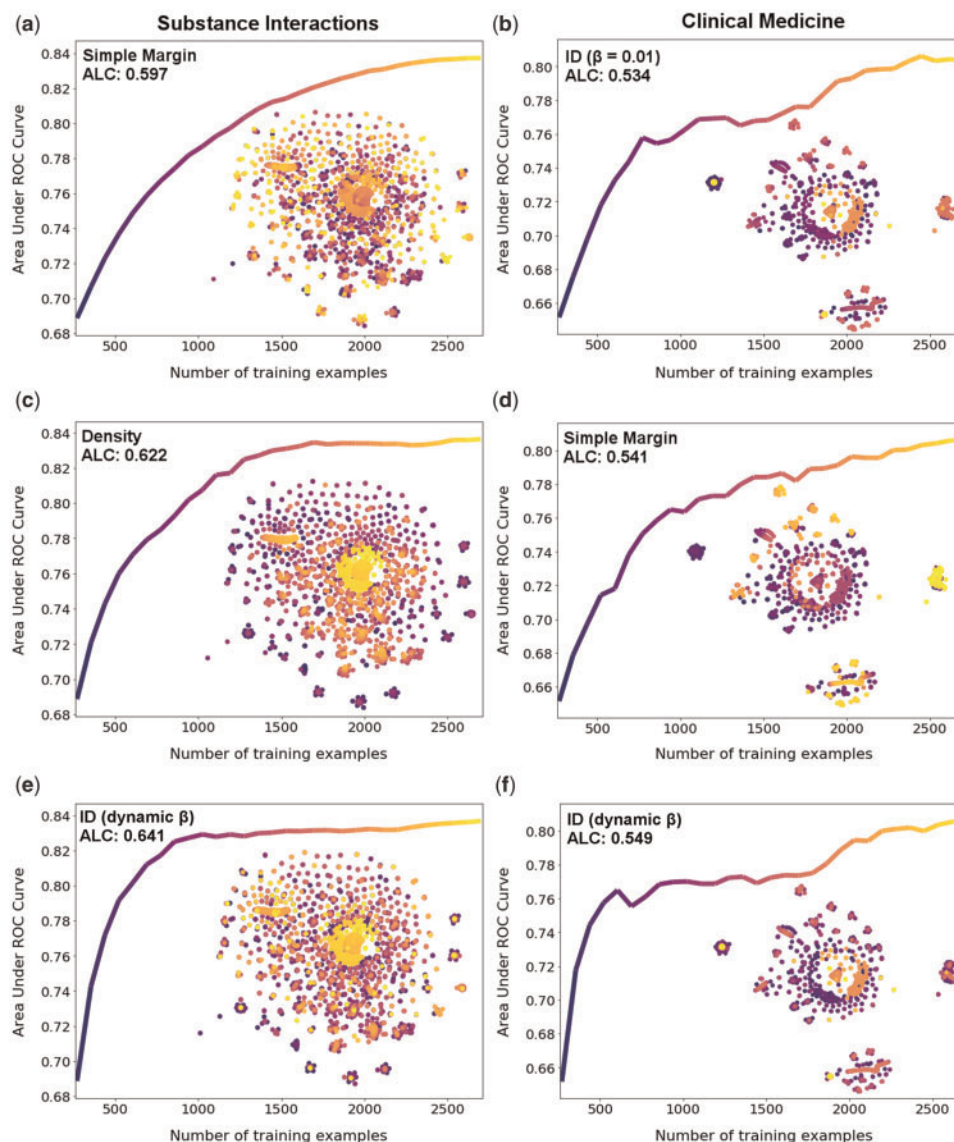 Substance Interactions
Clinical Medicine
(a)
Simple Margin
ALC: 0.597
0.84
0.82
0.80
0.78
0.76
0.74
0.72
0.70
0.68
Area Under ROC Curve
500 1000 1500 2000 2500
Number of training examples
(b)
ID (β = 0.01)
ALC: 0.534
0.80
0.76
0.74
0.70
0.68
0.66
Area Under ROC Curve
500 1000 1500 2000 2500
Number of training examples
(c)
Density
ALC: 0.622
0.84
0.82
0.80
0.78
0.76
0.74
0.72
0.70
0.68
Area Under ROC Curve
500 1000 1500 2000 2500
Number of training examples
(d)
Simple Margin
ALC: 0.541
0.80
0.78
0.76
0.74
0.72
0.70
0.68
0.66
Area Under ROC Curve
500 1000 1500 2000 2500
Number of training examples
(e)
ID (dynamic β)
ALC: 0.641
0.84
0.82
0.80
0.78
0.76
0.74
0.72
0.70
0.68
Area Under ROC Curve
500 1000 1500 2000 2500
Number of training examples
(f)
ID (dynamic β)
ALC: 0.549
0.80
0.76
0.72
0.70
0.68
0.66
Area Under ROC Curve
500 1000 1500 2000 2500
Number of training examples